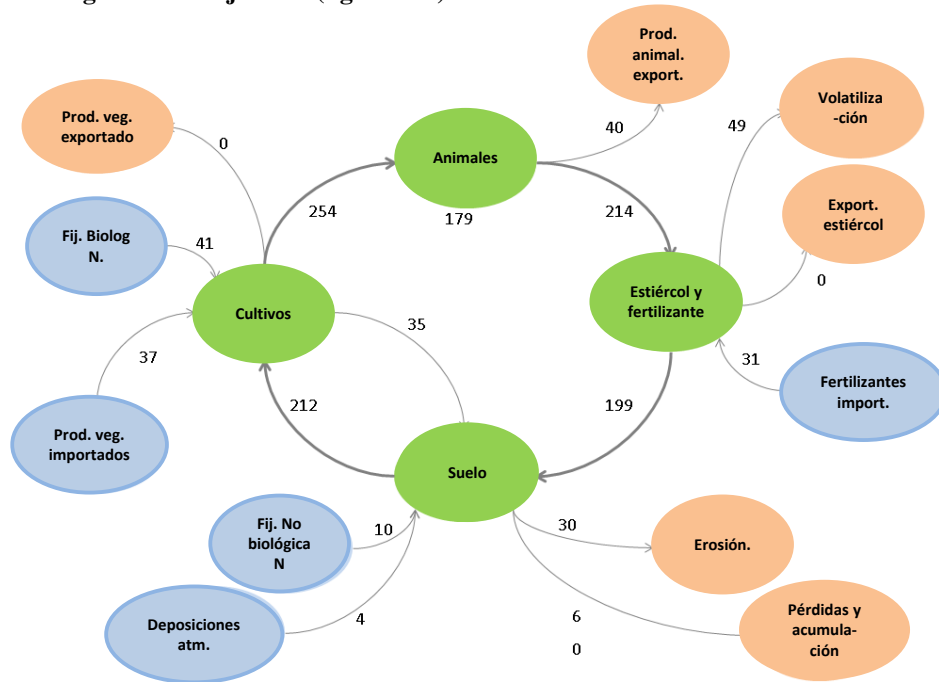 Prod.
animal.
export.
Volatiliza
-ción
Prod. veg.
exportado
0
40
49
Animales
254
179
214
Export.
estiércol
Fij. Biolog
N.
41
0
Estiércol y
fertilizante
Cultivos
35
37
31
Fertilizantes
import.
212
199
Prod. veg.
importados
Suelo
Fij. No
biológica
N
10
30
Erosión.
Deposiciones
atm.
4
6
0
Pérdidas y
acumula-
ción